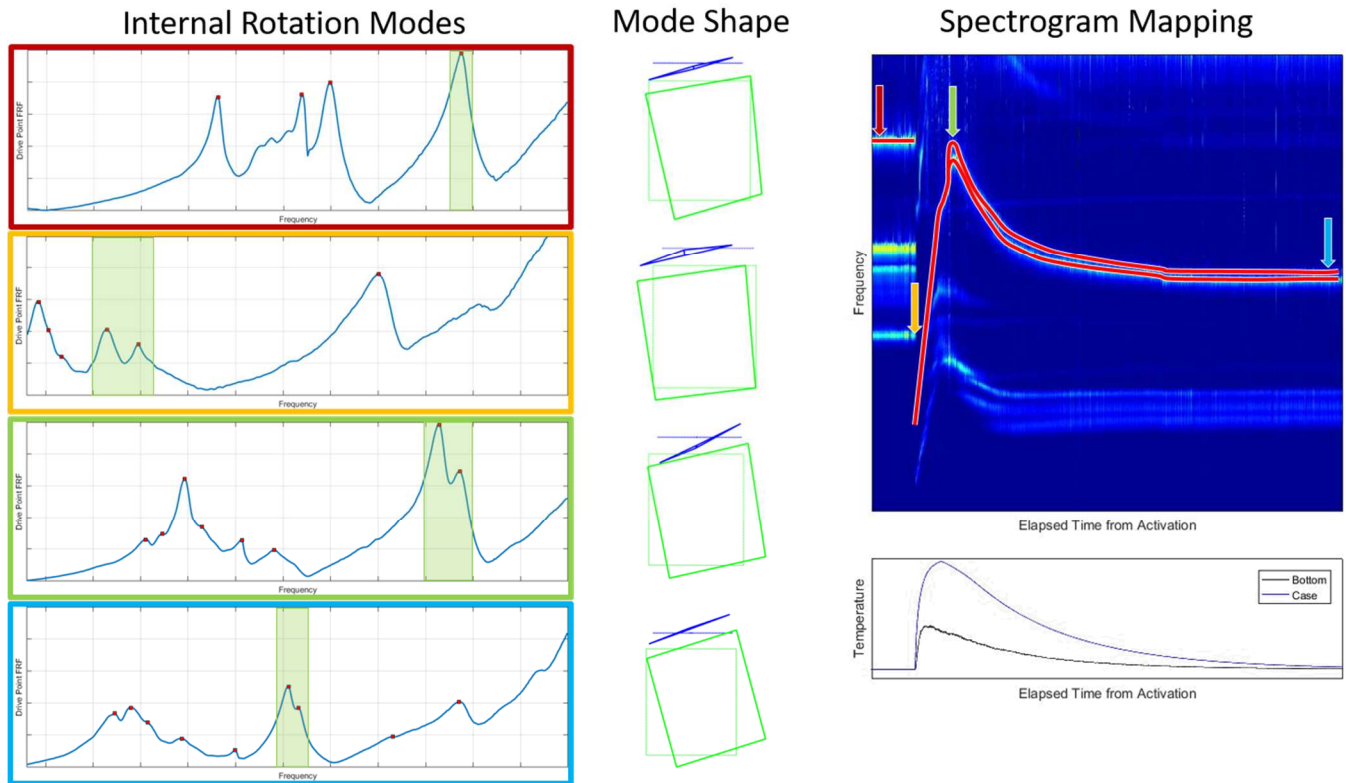 Internal Rotation Modes
Mode Shape
Spectrogram Mapping
Drive Point FRF
Frequency
Drive Point FRF
Frequency
Drive Point FRF
Frequency
Drive Point FRF
Frequency
Frequency
Elapsed Time from Activation
Temperature
Bottom
Case
Elapsed Time from Activation